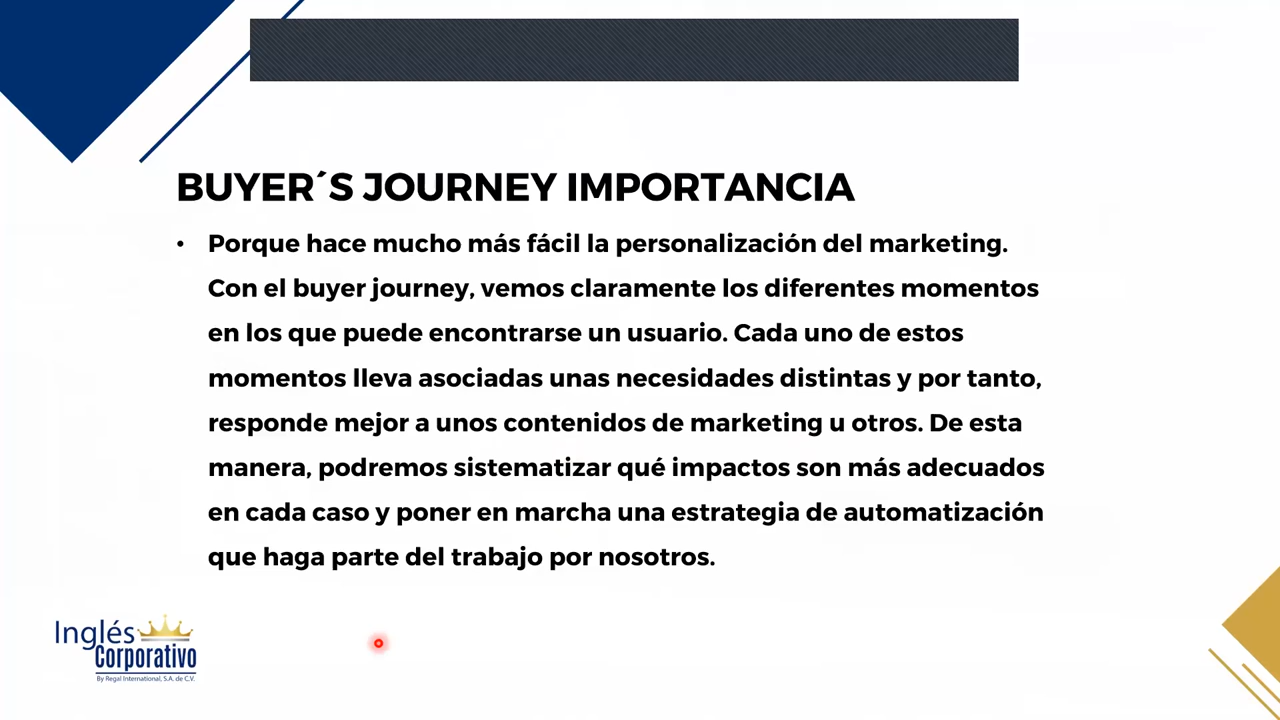 BUYER´S JOURNEY IMPORTANCIA
• Porque hace mucho más fácil la personalización del marketing.
Con el buyer journey, vemos claramente los diferentes momentos
en los que puede encontrarse un usuario. Cada uno de estos
momentos lleva asociadas unas necesidades distintas y por tanto,
responde mejor a unos contenidos de marketing u otros. De esta
manera, podremos sistematizar qué impactos son más adecuados
en cada caso y poner en marcha una estrategia de automatización
que haga parte del trabajo por nosotros.
Inglés
Corporativo
By Regal International, S.A. de C.V.